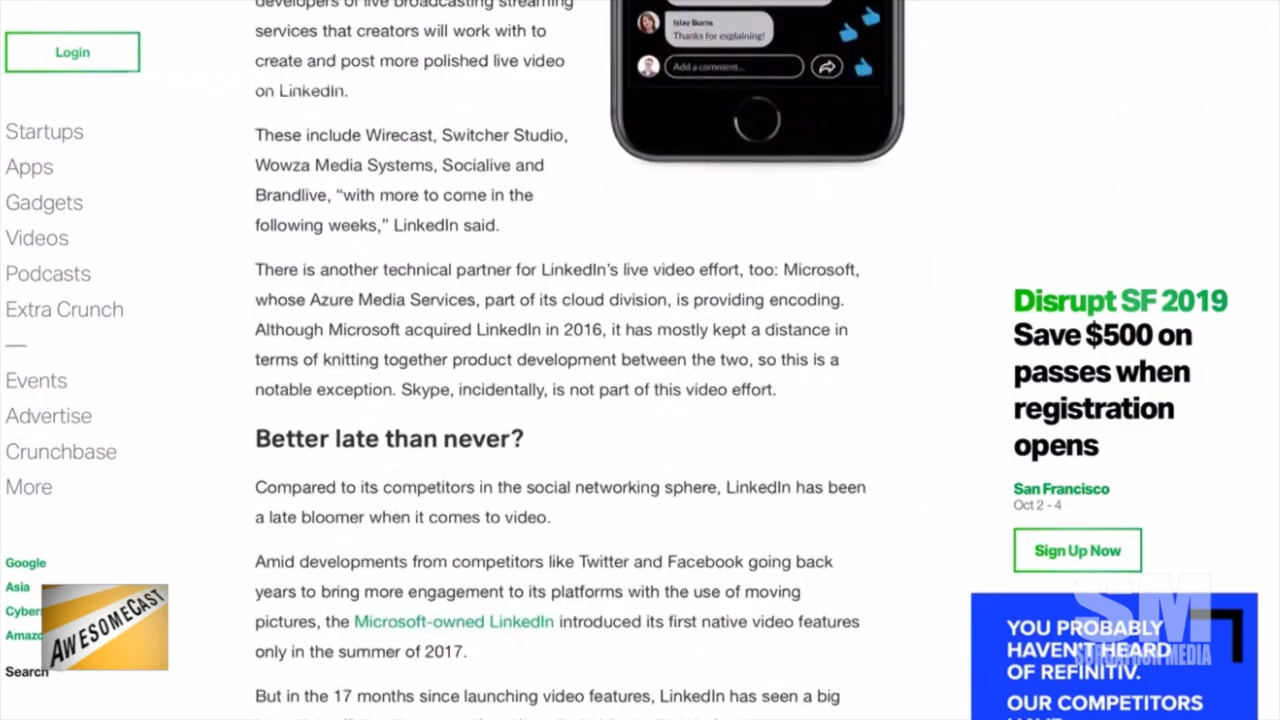 Login
Startups
Apps
Gadgets
Videos
Podcasts
Extra Crunch
Events
Advertise
Crunchbase
More
Google
Asia
Cyber
Amazo
Search
AWESOMECAST
developers of live broadcasting streaming
services that creators will work with to
create and post more polished live video
on LinkedIn.
These include Wirecast, Switcher Studio,
Wowza Media Systems, Socialive and
Brandlive, “with more to come in the
following weeks,” LinkedIn said.
There is another technical partner for LinkedIn’s live video effort, too: Microsoft,
whose Azure Media Services, part of its cloud division, is providing encoding.
Although Microsoft acquired LinkedIn in 2016, it has mostly kept a distance in
terms of knitting together product development between the two, so this is a
notable exception. Skype, incidentally, is not part of this video effort.
Better late than never?
Compared to its competitors in the social networking sphere, LinkedIn has been
a late bloomer when it comes to video.
Amid developments from competitors like Twitter and Facebook going back
years to bring more engagement to its platforms with the use of moving
pictures, the Microsoft-owned LinkedIn introduced its first native video features
only in the summer of 2017.
But in the 17 months since launching video features, LinkedIn has seen a big
Islay Burns
Thanks for explaining!
Add a comment...
Disrupt SF 2019
Save $500 on
passes when
registration
opens
San Francisco
Oct 2 - 4
Sign Up Now
YOU PROBABLY
HAVEN'T HEARD
OF REFINITIV.
OUR COMPETITORS
SM
MEDIA